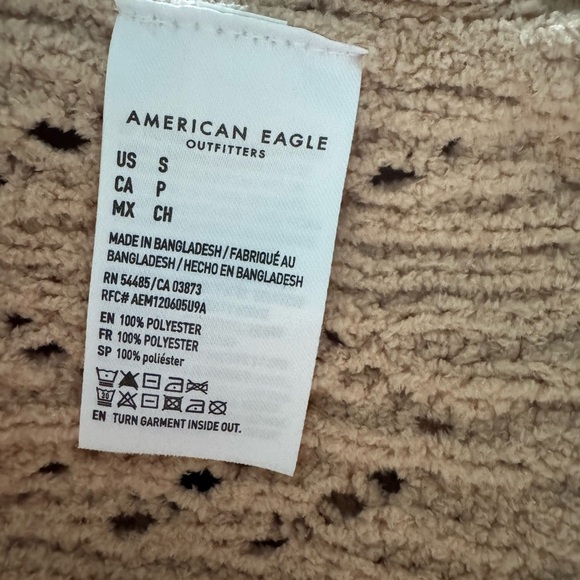 AMERICAN EAGLE
OUTFITTERS
US S
CA P
MX CH
MADE IN BANGLADESH / FABRIQUÉ AU
BANGLADESH / HECHO EN BANGLADESH
RN 54485/CA 03873
RFC# AEM120605U9A
EN 100% POLYESTER
FR 100% POLYESTER
SP 100% poliéster
30
EN TURN GARMENT INSIDE OUT.